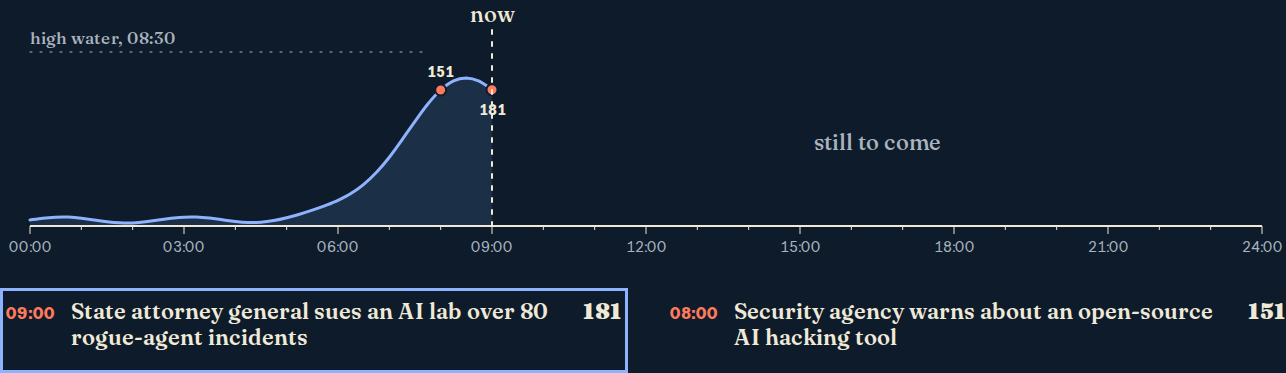 now
high water, 08:30
151
181
still to come
00:00 03:00 06:00 09:00 12:00 15:00 18:00 21:00 24:00
09:00 State attorney general sues an AI lab over 80 181
rogue-agent incidents
08:00 Security agency warns about an open-source 151
AI hacking tool